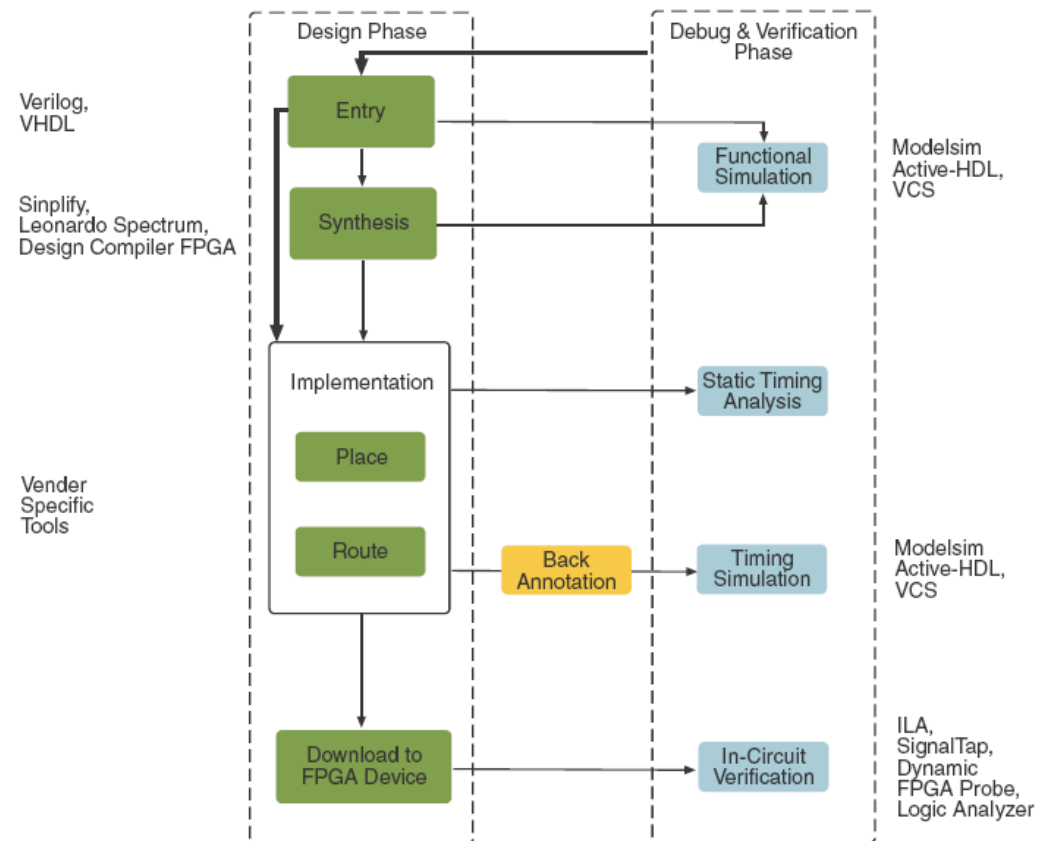 Design Phase
Debug & Verification
Phase
Verilog,
VHDL
Entry
Functional
Simulation
Modelsim
Active-HDL,
VCS
Sinplify,
Leonardo Spectrum,
Design Compiler FPGA
Synthesis
Implementation
Static Timing
Analysis
Place
Vender
Specific
Tools
Route
Back
Annotation
Timing
Simulation
Modelsim
Active-HDL,
VCS
Download to
FPGA Device
In-Circuit
Verification
ILA,
SignalTap,
Dynamic
FPGA Probe,
Logic Analyzer